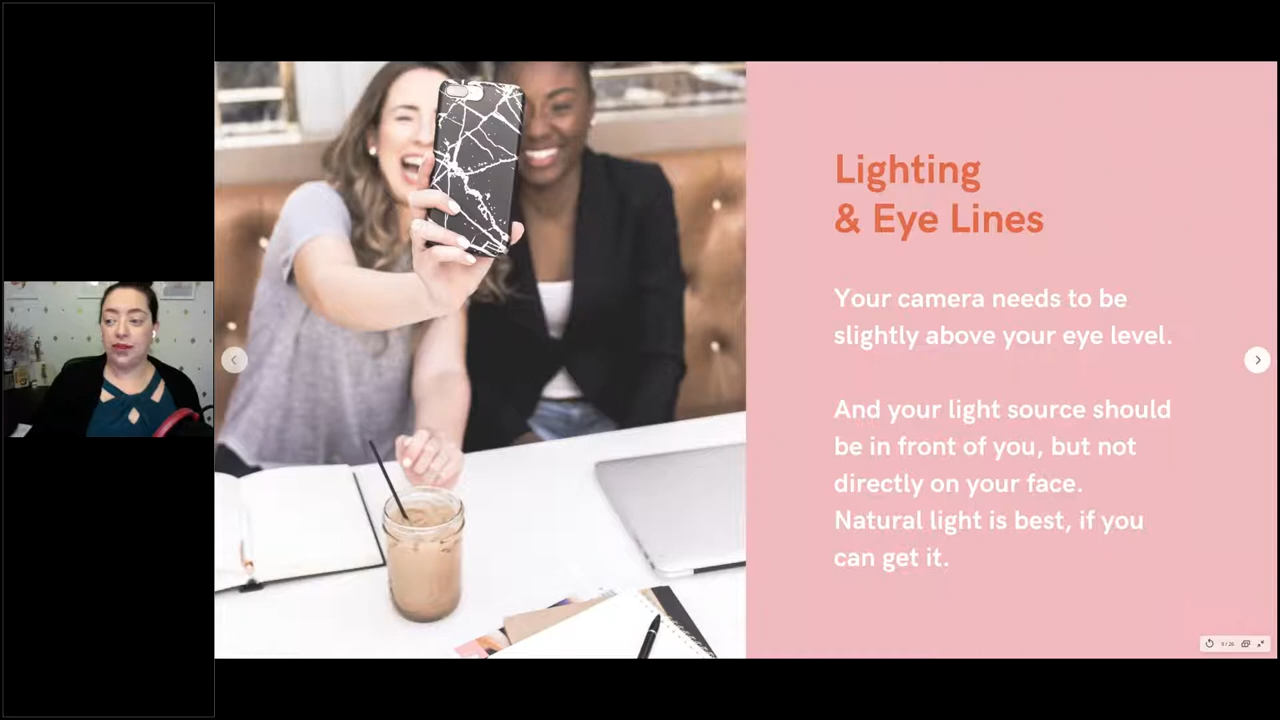 Lighting
& Eye Lines
Your camera needs to be
slightly above your eye level.
And your light source should
be in front of you, but not
directly on your face.
Natural light is best, if you
can get it.